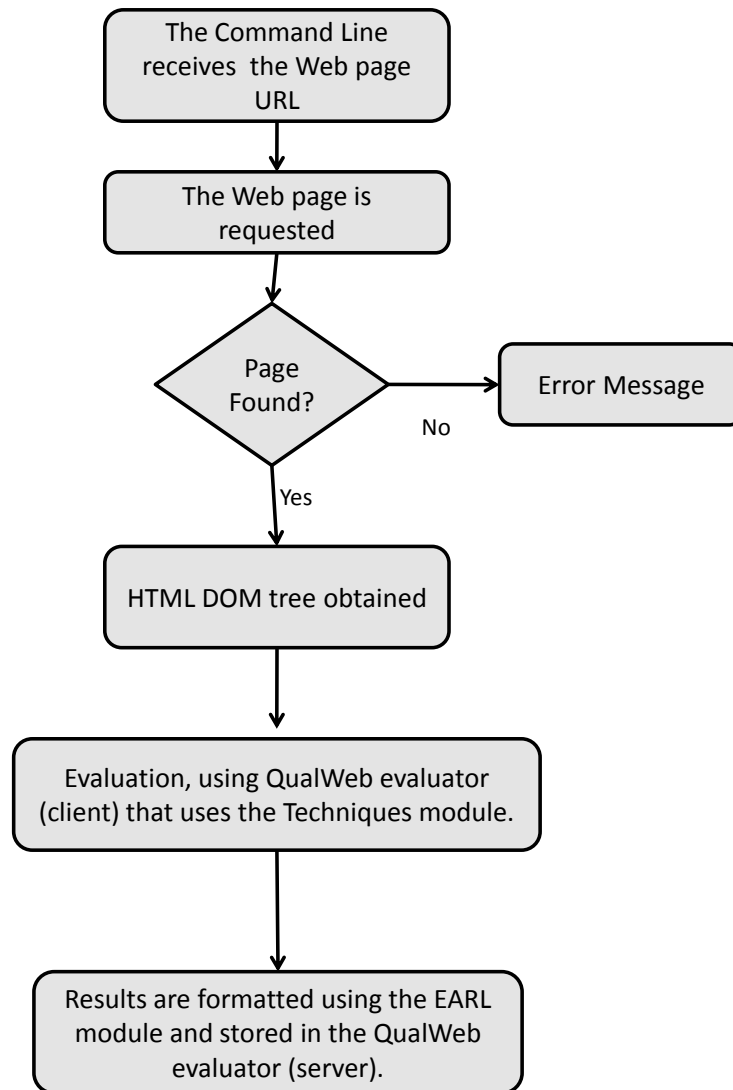 The Command Line
receives  the Web page
URL
The Web page is
requested
Page
Found?
Error Message
No
Yes
HTML DOM tree obtained
Evaluation, using QualWeb evaluator
(client) that uses the Techniques module.
Results are formatted using the EARL
module and stored in the QualWeb
evaluator (server).